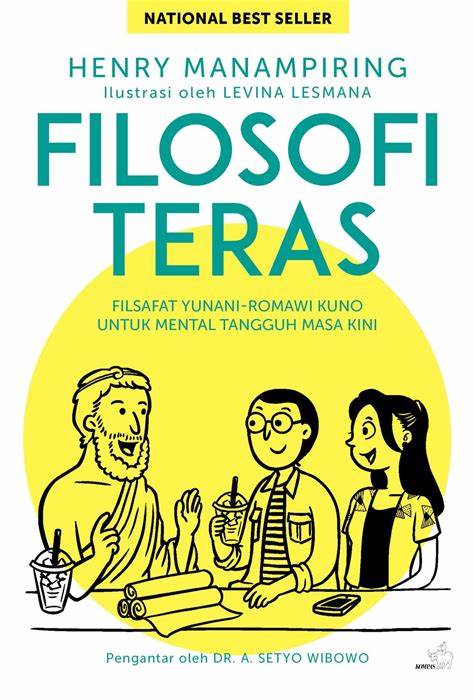 NATIONAL BEST SELLER
HENRY MANAMPIRING
Ilustrasi oleh LEVINA LESMANA
FILOSOFI
TERAS
FILSAFAT YUNANI-ROMAWI KUNO
UNTUK MENTAL TANGGUH MASA KINI
Pengantar oleh DR. A. SETYO WIBOWO
KOMPAS